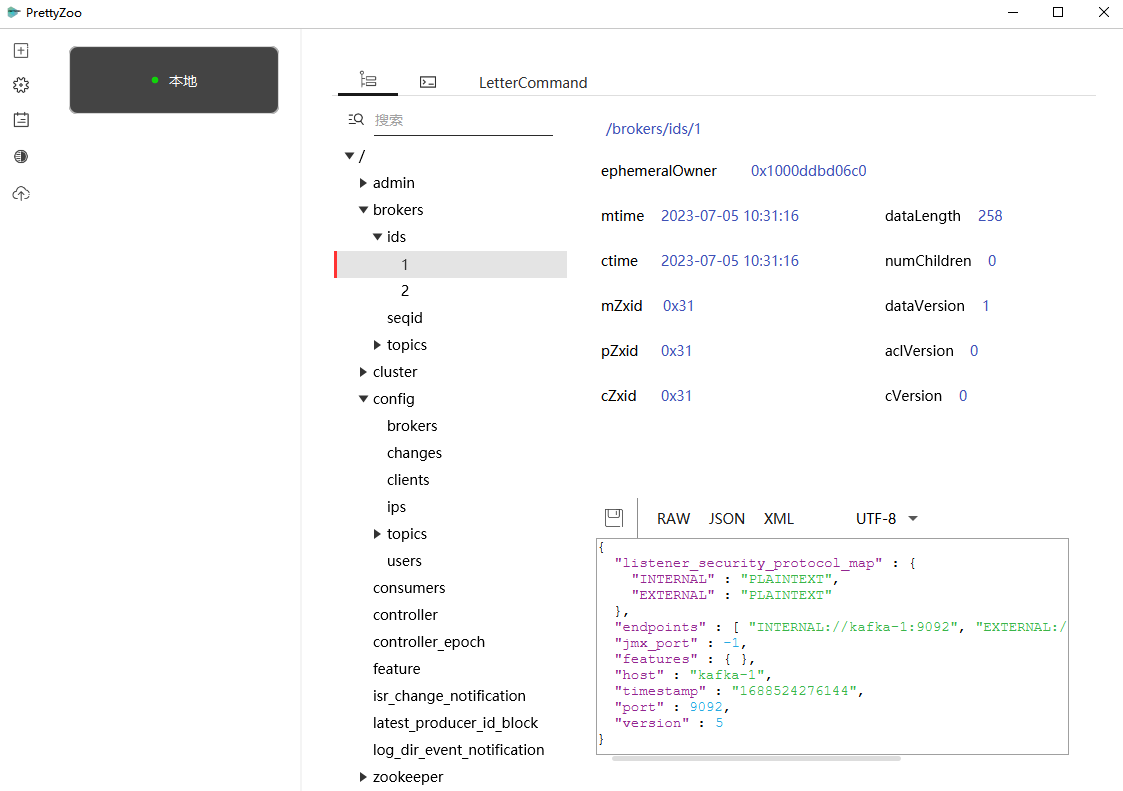 PrettyZoo
本地
LetterCommand
搜索
/
admin
brokers
ids
1
2
seqid
topics
cluster
config
brokers
changes
clients
ips
topics
users
consumers
controller
controller_epoch
feature
isr_change_notification
latest_producer_id_block
log_dir_event_notification
zookeeper
/brokers/ids/1
ephemeralOwner 0x1000ddbd06c0
mtime 2023-07-05 10:31:16 dataLength 258
ctime 2023-07-05 10:31:16 numChildren 0
mZxid 0x31 dataVersion 1
pZxid 0x31 aclVersion 0
cZxid 0x31 cVersion 0
RAW JSON XML UTF-8
{
"listener_security_protocol_map" : {
"INTERNAL" : "PLAINTEXT",
"EXTERNAL" : "PLAINTEXT"
},
"endpoints" : [ "INTERNAL://kafka-1:9092", "EXTERNAL:/
"jmx_port" : -1,
"features" : { },
"host" : "kafka-1",
"timestamp" : "1688524276144",
"port" : 9092,
"version" : 5
}